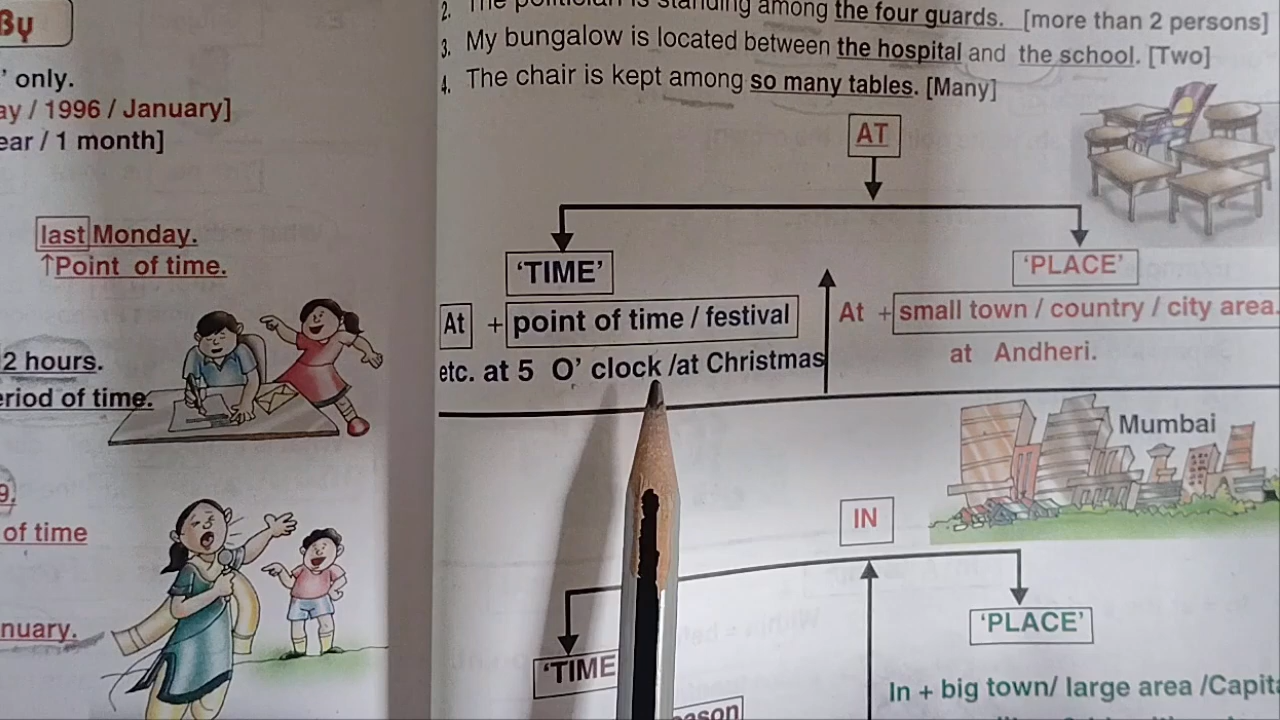 By
’ only.
ay / 1996 / January]
ear / 1 month]
last Monday.
↑Point of time.
2 hours.
eriod of time.
9.
of time
nuary.
2. The politician is standing among the four guards. [more than 2 persons]
3. My bungalow is located between the hospital and the school. [Two]
4. The chair is kept among so many tables. [Many]
AT
‘TIME’
‘PLACE’
At + point of time / festival
At + small town / country / city area.
etc. at 5 O’ clock /at Christmas
at Andheri.
Mumbai
IN
‘PLACE’
‘TIME
In + big town/ large area /Capita
ason